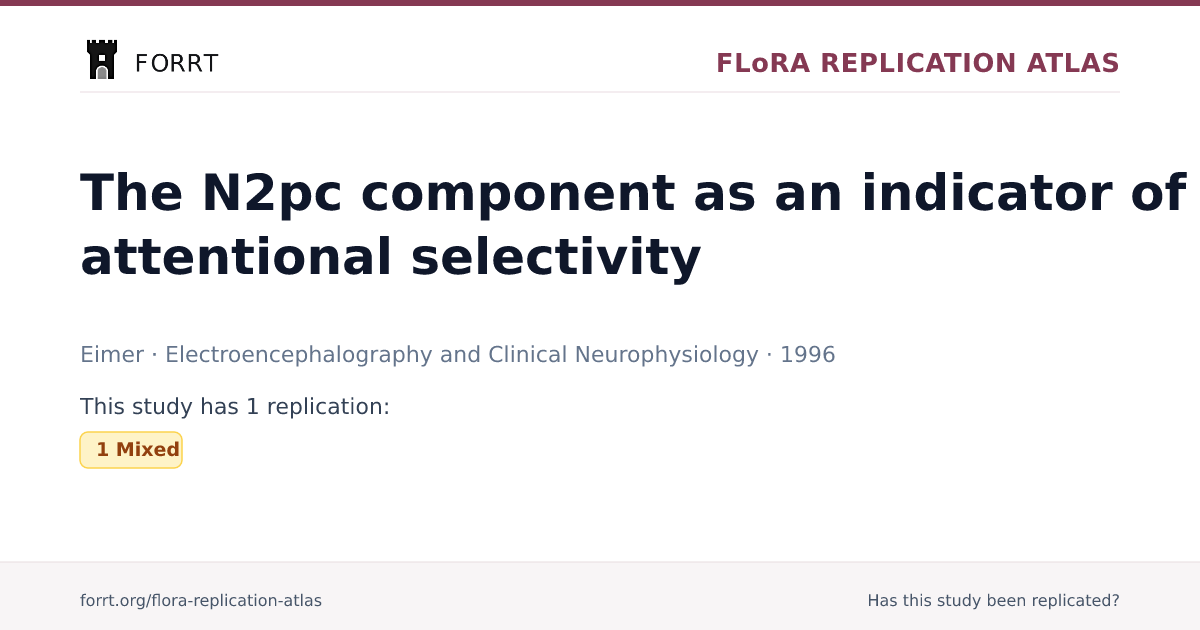 FORRT
FLoRA REPLICATION ATLAS
The N2pc component as an indicator of
attentional selectivity
Eimer · Electroencephalography and Clinical Neurophysiology · 1996
This study has 1 replication:
1 Mixed
forrt.org/flora-replication-atlas
Has this study been replicated?